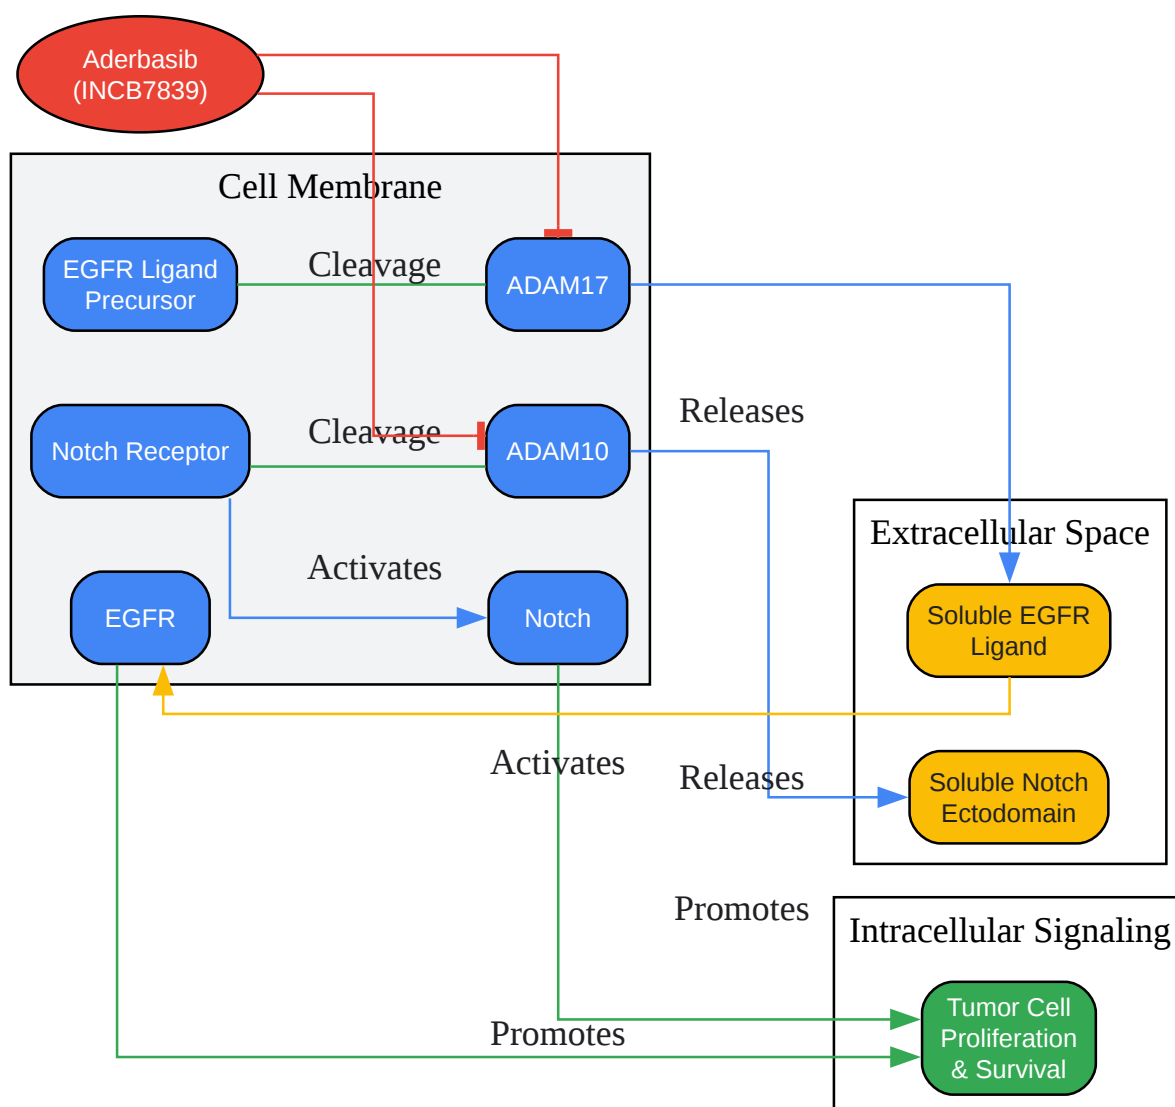 Aderbasib
(INCB7839)
Cell Membrane
EGFR Ligand
Precursor
Cleavage
ADAM17
Notch Receptor
Cleavage
ADAM10
Releases
Activates
EGFR
Notch
Extracellular Space
Soluble EGFR
Ligand
Activates
Releases
Soluble Notch
Ectodomain
Promotes
Intracellular Signaling
Tumor Cell
Proliferation
& Survival
Promotes